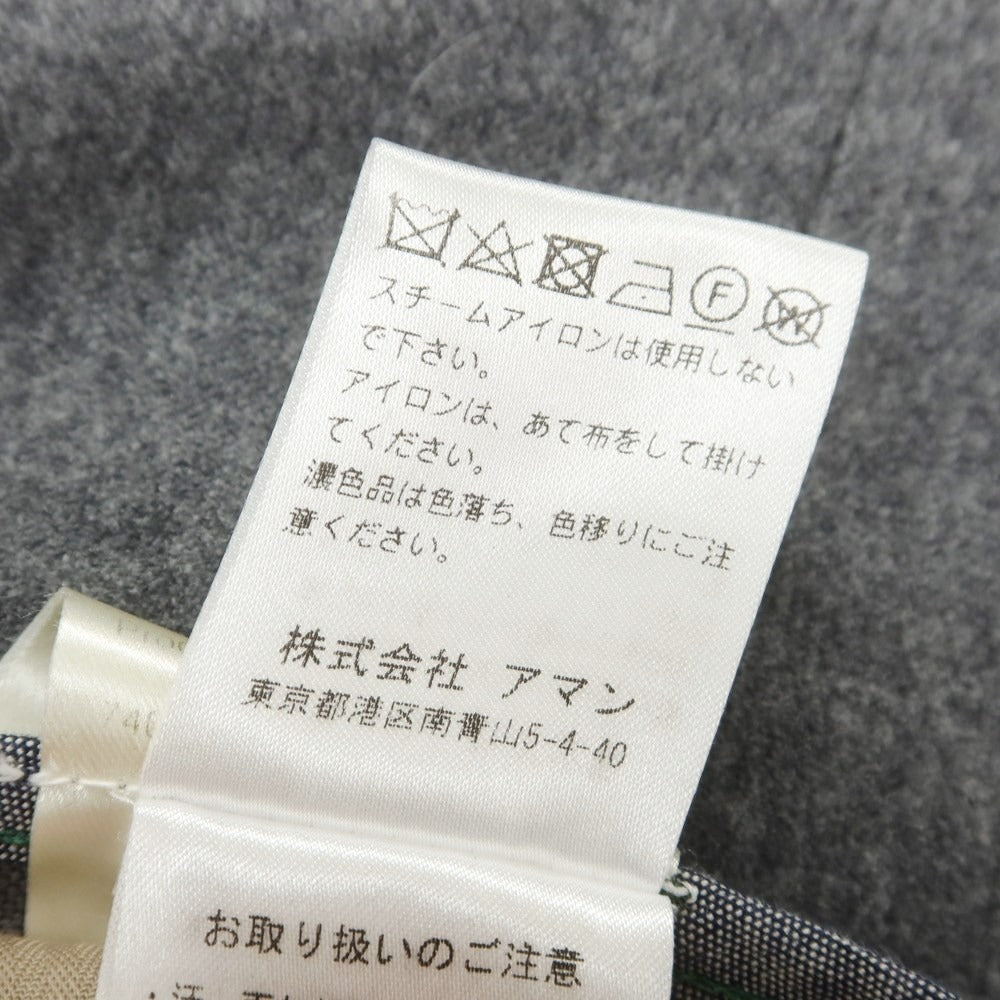 F W
スチームアイロンは使用しない
で下さい。
アイロンは、あて布をして掛け
てください。
濃色品は色落ち、色移りにご注
意ください。
株式会社 アマン
東京都港区南青山5-4-40
お取り扱いのご注意